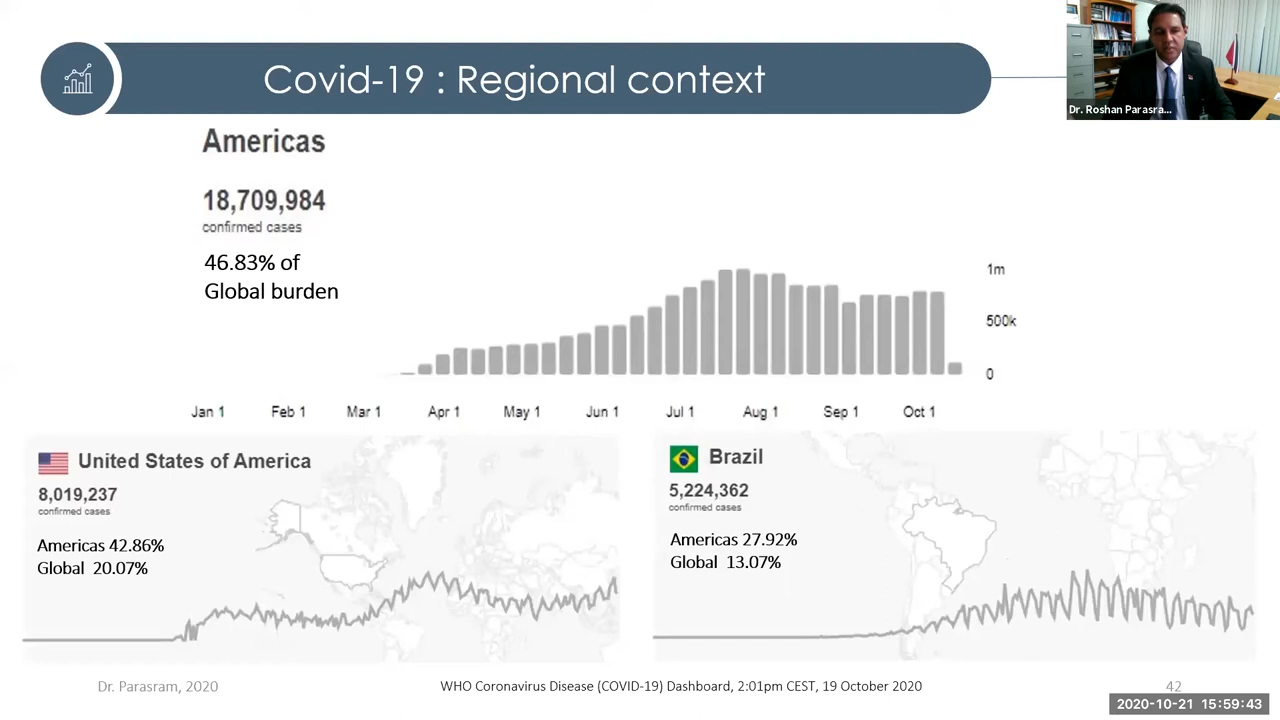 Covid-19 : Regional context
Dr. Roshan Parasra...
Americas
18,709,984
confirmed cases
46.83% of
Global burden
1m
500k
0
Jan 1 Feb 1 Mar 1 Apr 1 May 1 Jun 1 Jul 1 Aug 1 Sep 1 Oct 1
United States of America
8,019,237
confirmed cases
Americas 42.86%
Global 20.07%
Brazil
5,224,362
confirmed cases
Americas 27.92%
Global 13.07%
Dr. Parasram, 2020
WHO Coronavirus Disease (COVID-19) Dashboard, 2:01pm CEST, 19 October 2020
42
2020-10-21 15:59:43